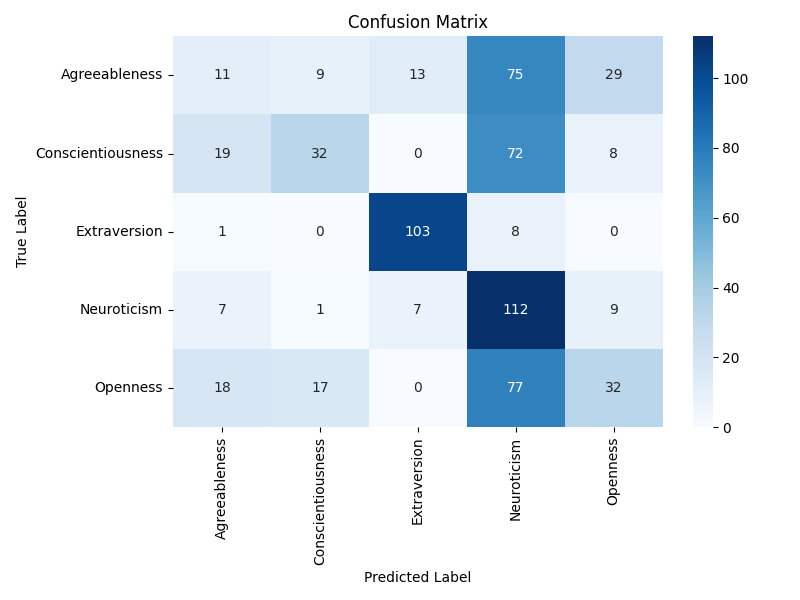 Confusion Matrix
True Label
Agreeableness 11 9 13 75 29
Conscientiousness 19 32 0 72 8
Extraversion 1 0 103 8 0
Neuroticism 7 1 7 112 9
Openness 18 17 0 77 32
Agreeableness Conscientiousness Extraversion Neuroticism Openness
Predicted Label
100
80
60
40
20
0